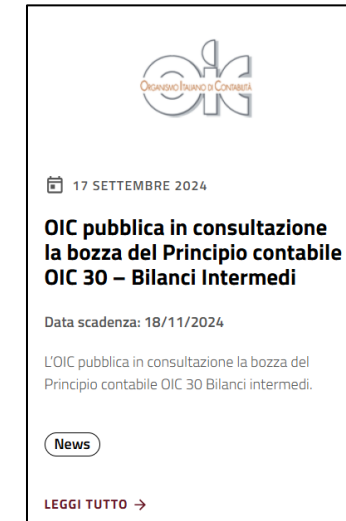 oic
Organismo Italiano di Contabilità
17 SETTEMBRE 2024
OIC pubblica in consultazione
la bozza del Principio contabile
OIC 30 – Bilanci Intermedi
Data scadenza: 18/11/2024
L'OIC pubblica in consultazione la bozza del
Principio contabile OIC 30 Bilanci intermedi.
News
LEGGI TUTTO →